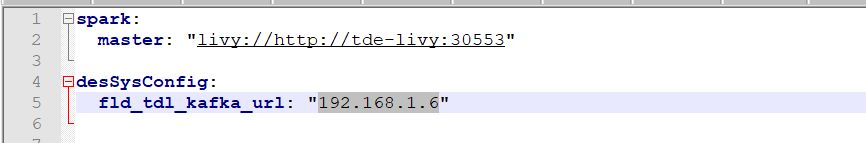 1 spark:
2 master: "livy://http://tde-livy:30553"
3
4 desSysConfig:
5 fld_tdl_kafka_url: "192.168.1.6"
6